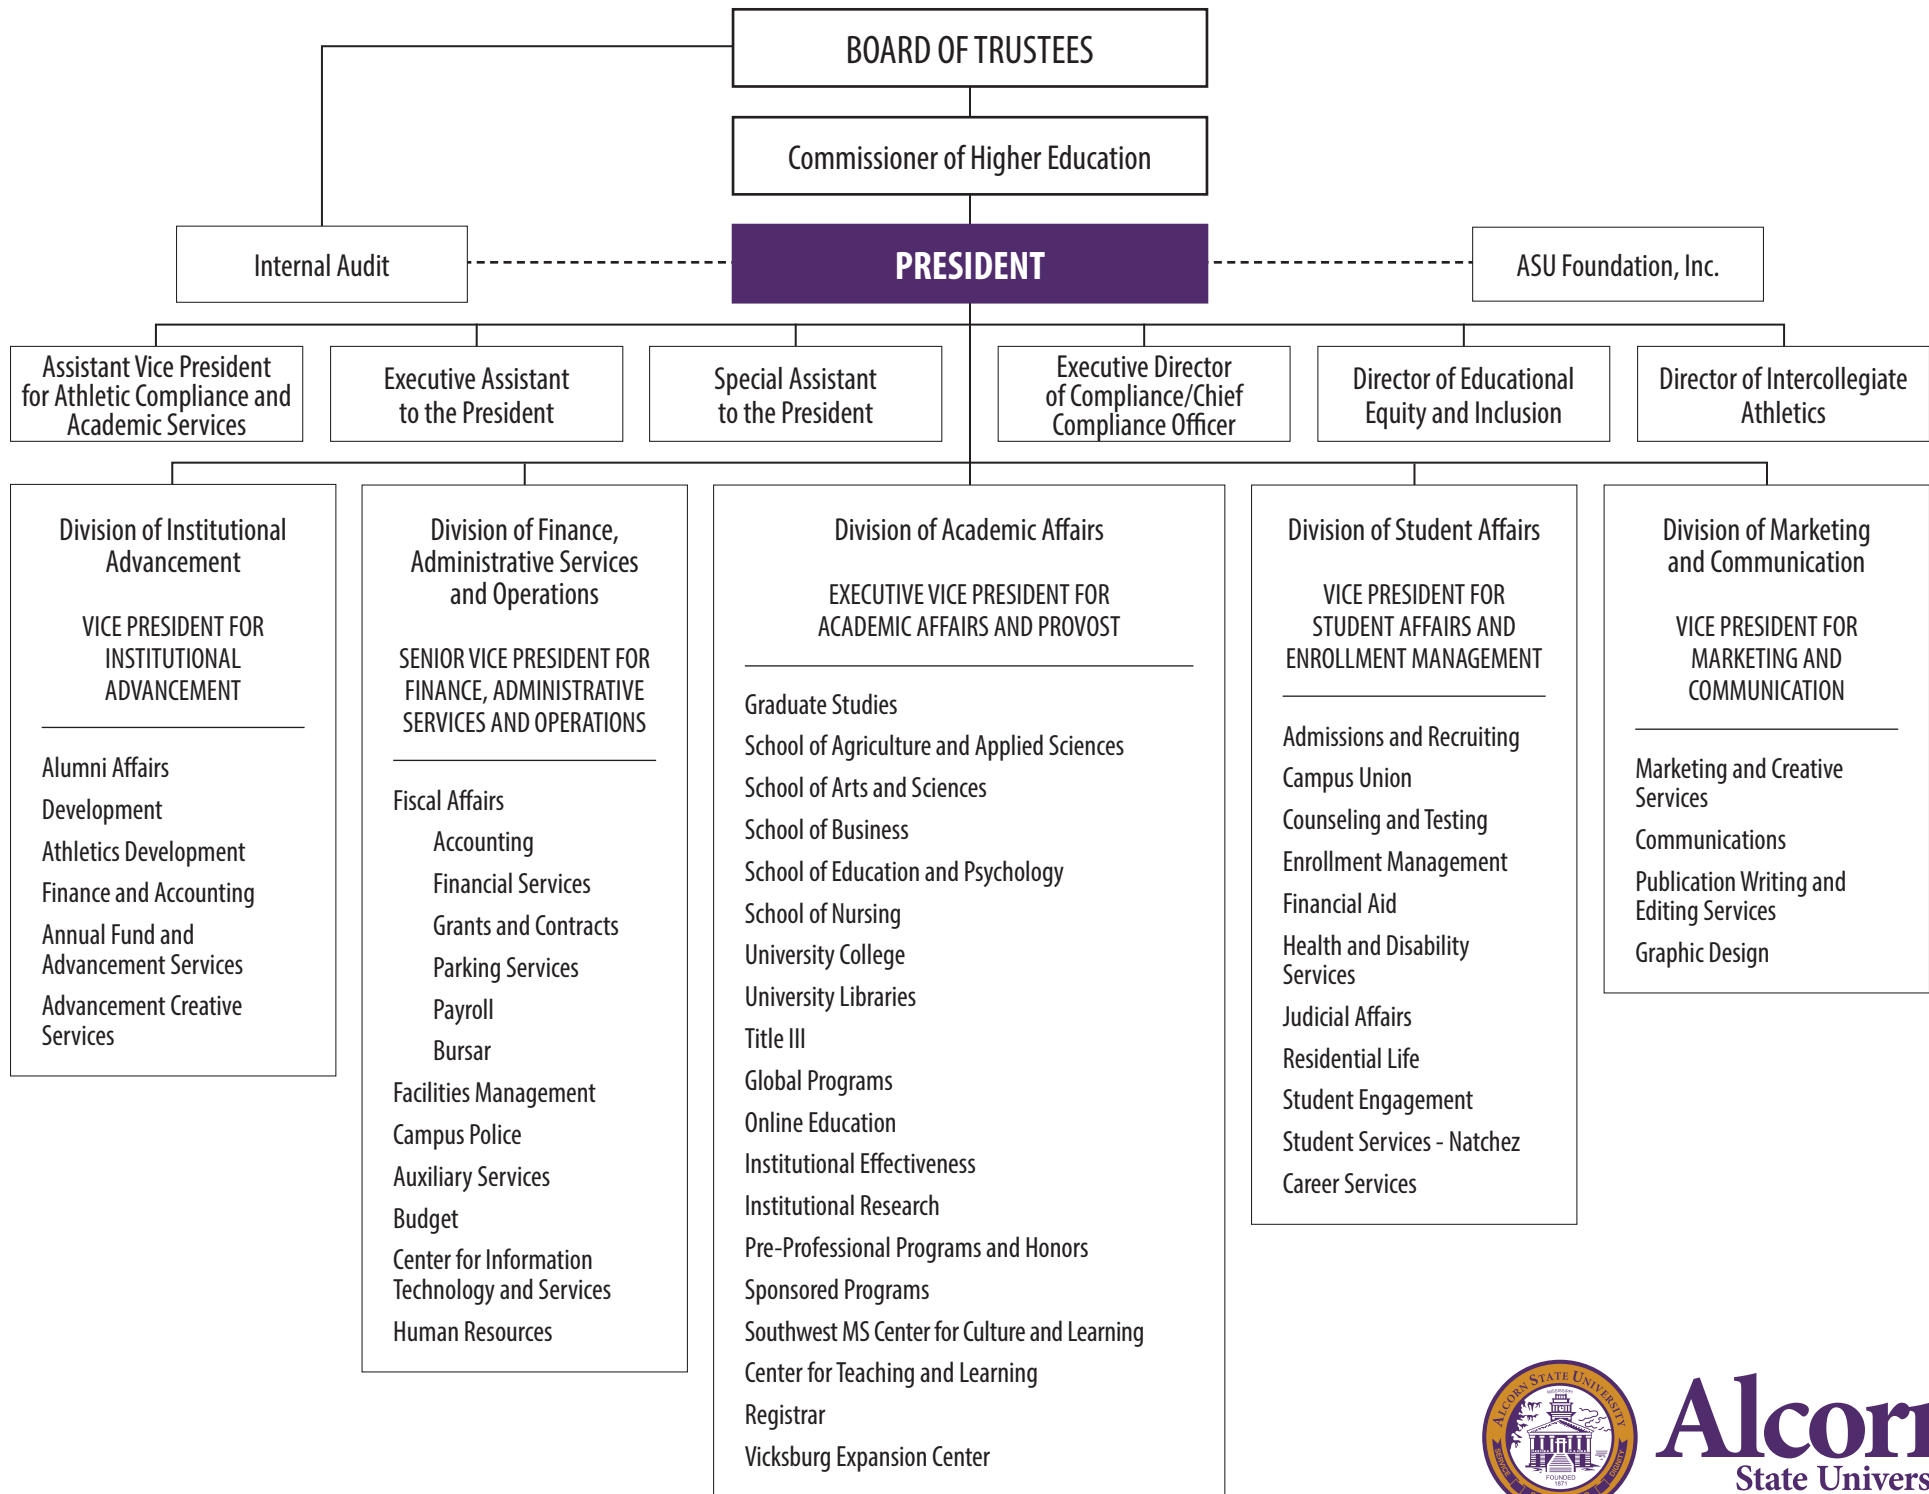 BOARD OF TRUSTEES
Commissioner of Higher Education
Internal Audit
PRESIDENT
ASU Foundation, Inc.
Assistant Vice President
for Athletic Compliance and
Academic Services
Executive Assistant
to the President
Special Assistant
to the President
Executive Director
of Compliance/Chief
Compliance Officer
Director of Educational
Equity and Inclusion
Director of Intercollegiate
Athletics
Division of Institutional
Advancement
VICE PRESIDENT FOR
INSTITUTIONAL
ADVANCEMENT
Alumni Affairs
Development
Athletics Development
Finance and Accounting
Annual Fund and
Advancement Services
Advancement Creative
Services
Division of Finance,
Administrative Services
and Operations
SENIOR VICE PRESIDENT FOR
FINANCE, ADMINISTRATIVE
SERVICES AND OPERATIONS
Fiscal Affairs
Accounting
Financial Services
Grants and Contracts
Parking Services
Payroll
Bursar
Facilities Management
Campus Police
Auxiliary Services
Budget
Center for Information
Technology and Services
Human Resources
Division of Academic Affairs
EXECUTIVE VICE PRESIDENT FOR
ACADEMIC AFFAIRS AND PROVOST
Graduate Studies
School of Agriculture and Applied Sciences
School of Arts and Sciences
School of Business
School of Education and Psychology
School of Nursing
University College
University Libraries
Title III
Global Programs
Online Education
Institutional Effectiveness
Institutional Research
Pre-Professional Programs and Honors
Sponsored Programs
Southwest MS Center for Culture and Learning
Center for Teaching and Learning
Registrar
Vicksburg Expansion Center
Division of Student Affairs
VICE PRESIDENT FOR
STUDENT AFFAIRS AND
ENROLLMENT MANAGEMENT
Admissions and Recruiting
Campus Union
Counseling and Testing
Enrollment Management
Financial Aid
Health and Disability
Services
Judicial Affairs
Residential Life
Student Engagement
Student Services - Natchez
Career Services
Division of Marketing
and Communication
VICE PRESIDENT FOR
MARKETING AND
COMMUNICATION
Marketing and Creative
Services
Communications
Publication Writing and
Editing Services
Graphic Design
ALCORN STATE UNIVERSITY
MISSISSIPPI
FOUNDED
1871
SERVICE
DIGNITY
Alcorn
State Univers